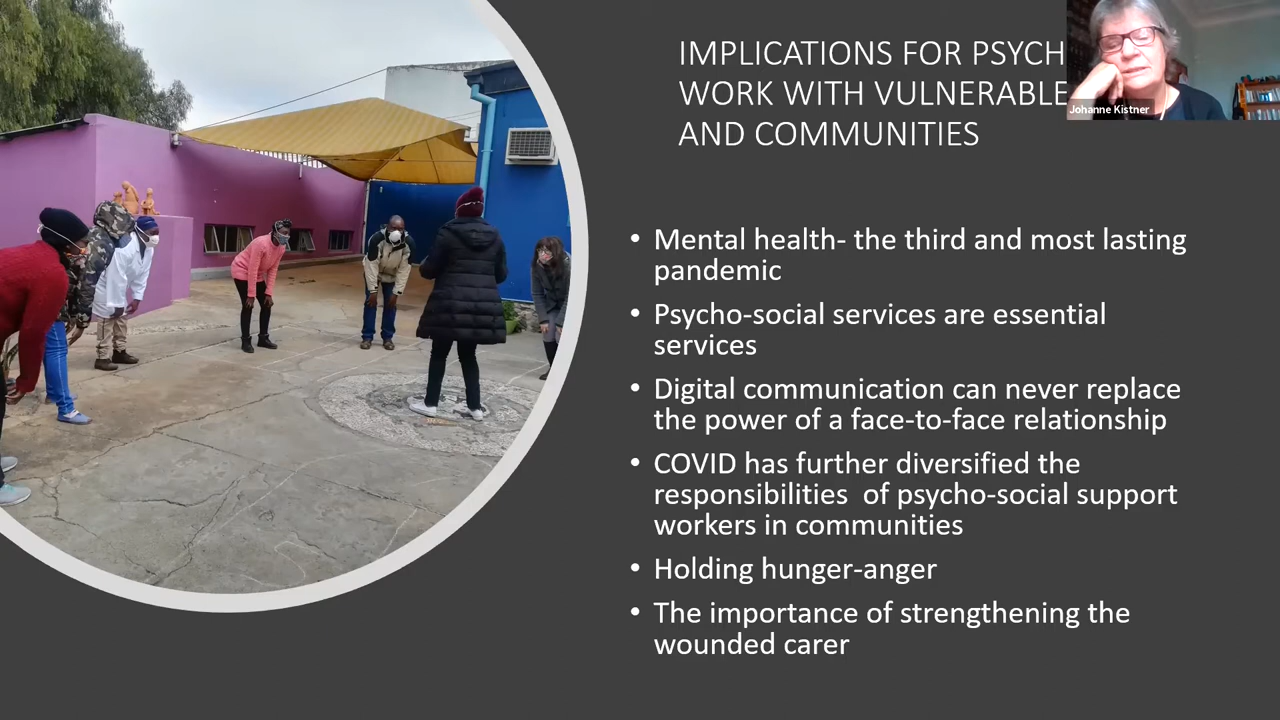 IMPLICATIONS FOR PSYCH
WORK WITH VULNERABLE
AND COMMUNITIES
Johanne Kistner
• Mental health- the third and most lasting
pandemic
• Psycho-social services are essential
services
• Digital communication can never replace
the power of a face-to-face relationship
• COVID has further diversified the
responsibilities  of psycho-social support
workers in communities
• Holding hunger-anger
• The importance of strengthening the
wounded carer